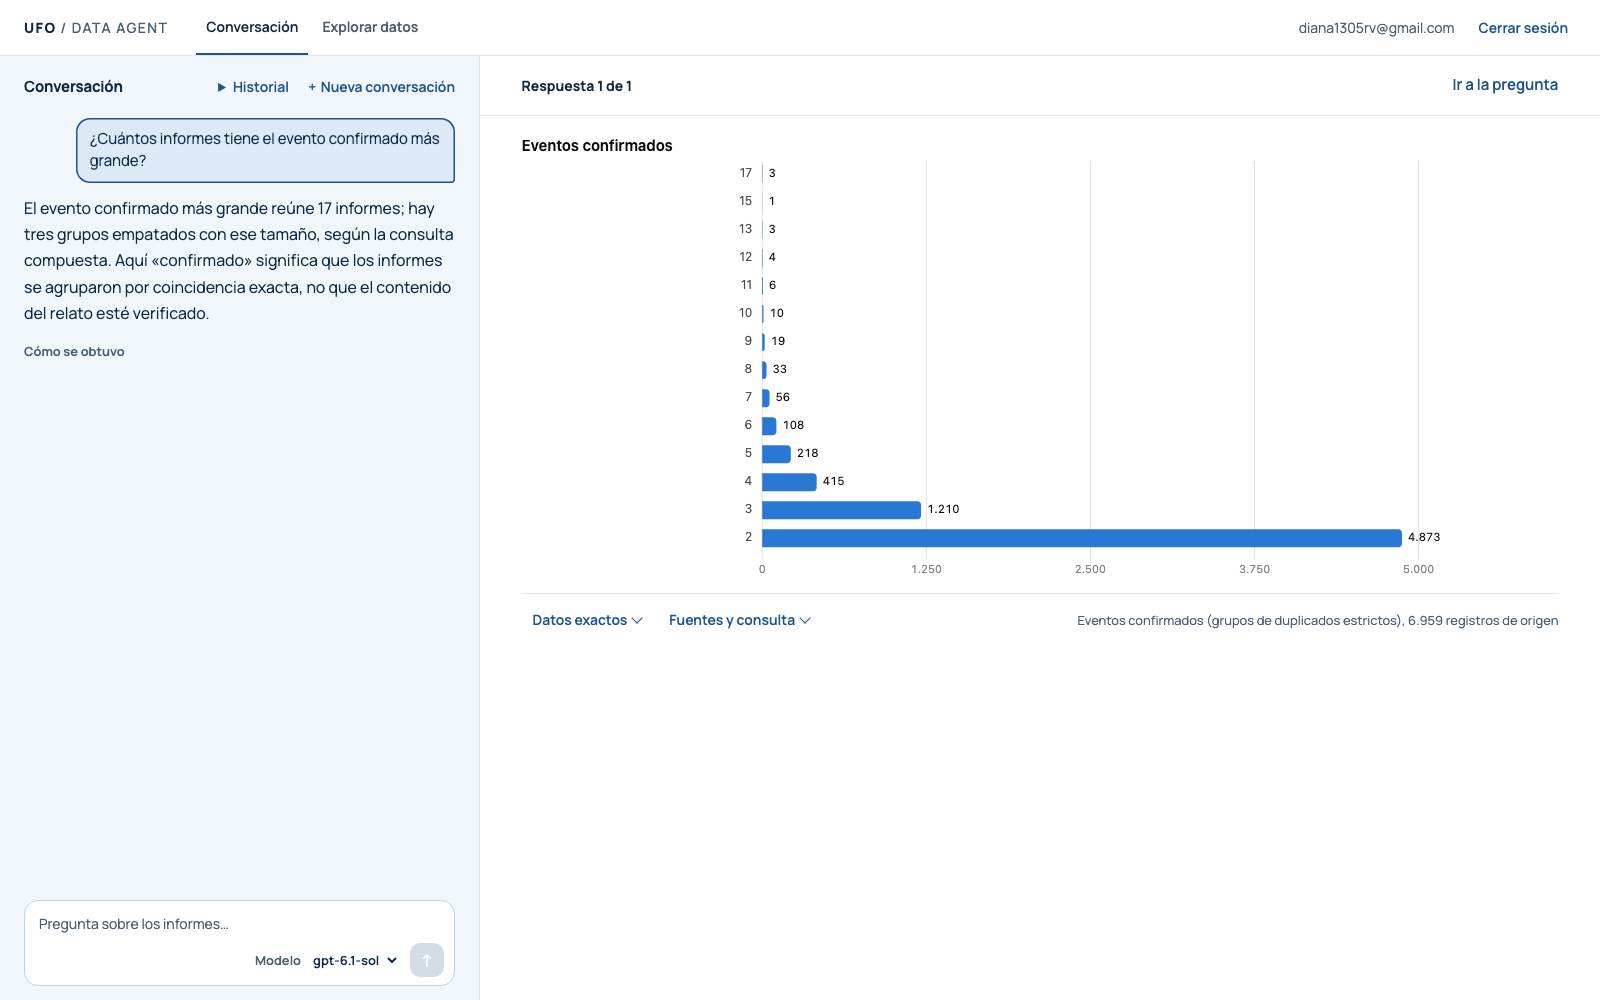 UFO / DATA AGENT
Conversación
Explorar datos
diana1305rv@gmail.com
Cerrar sesión
Conversación
▶ Historial
+ Nueva conversación
¿Cuántos informes tiene el evento confirmado más
grande?
El evento confirmado más grande reúne 17 informes; hay
tres grupos empatados con ese tamaño, según la consulta
compuesta. Aquí «confirmado» significa que los informes
se agruparon por coincidencia exacta, no que el contenido
del relato esté verificado.
Cómo se obtuvo
Pregunta sobre los informes…
Modelo gpt-6.1-sol
Respuesta 1 de 1
Ir a la pregunta
Eventos confirmados
17 3
15 1
13 3
12 4
11 6
10 10
9 19
8 33
7 56
6 108
5 218
4 415
3 1.210
2 4.873
0 1.250 2.500 3.750 5.000
Datos exactos
Fuentes y consulta
Eventos confirmados (grupos de duplicados estrictos), 6.959 registros de origen